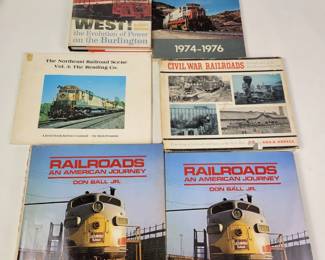 WEST!
the Evolution of Power
on the Burlington
1974-1976
The Northeast Railroad Scene
Vol. 3: The Reading Co.
CIVIL WAR RAILROADS
RAILROADS
AN AMERICAN JOURNEY
DON BALL JR.
RAILROADS
AN AMERICAN JOURNEY
DON BALL JR.